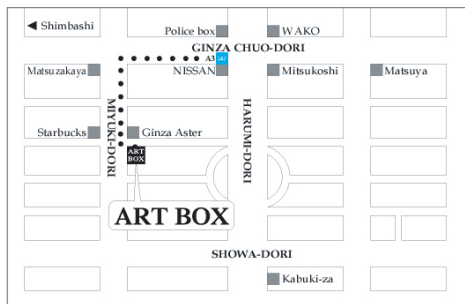 ◀ Shimbashi
Police box
WAKO
GINZA CHUO-DORI
A3
Matsuzakaya
NISSAN
Mitsukoshi
Matsuya
MIYUKI-DORI
HARUMI-DORI
Starbucks
Ginza Aster
ART
BOX
ART BOX
SHOWA-DORI
Kabuki-za